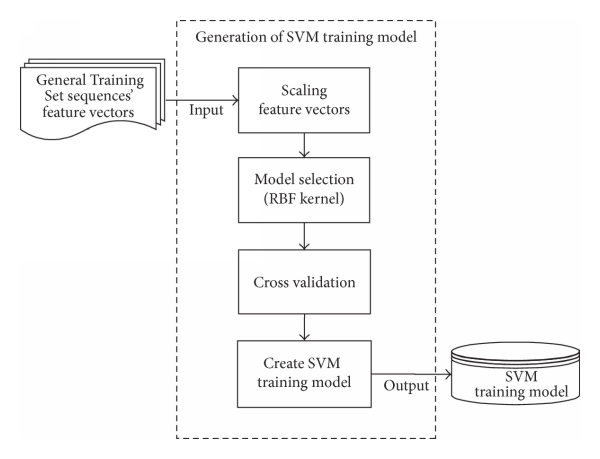 Generation of SVM training model
General Training
Set sequences’
feature vectors
Input
Scaling
feature vectors
Model selection
(RBF kernel)
Cross validation
Create SVM
training model
Output
SVM
training model